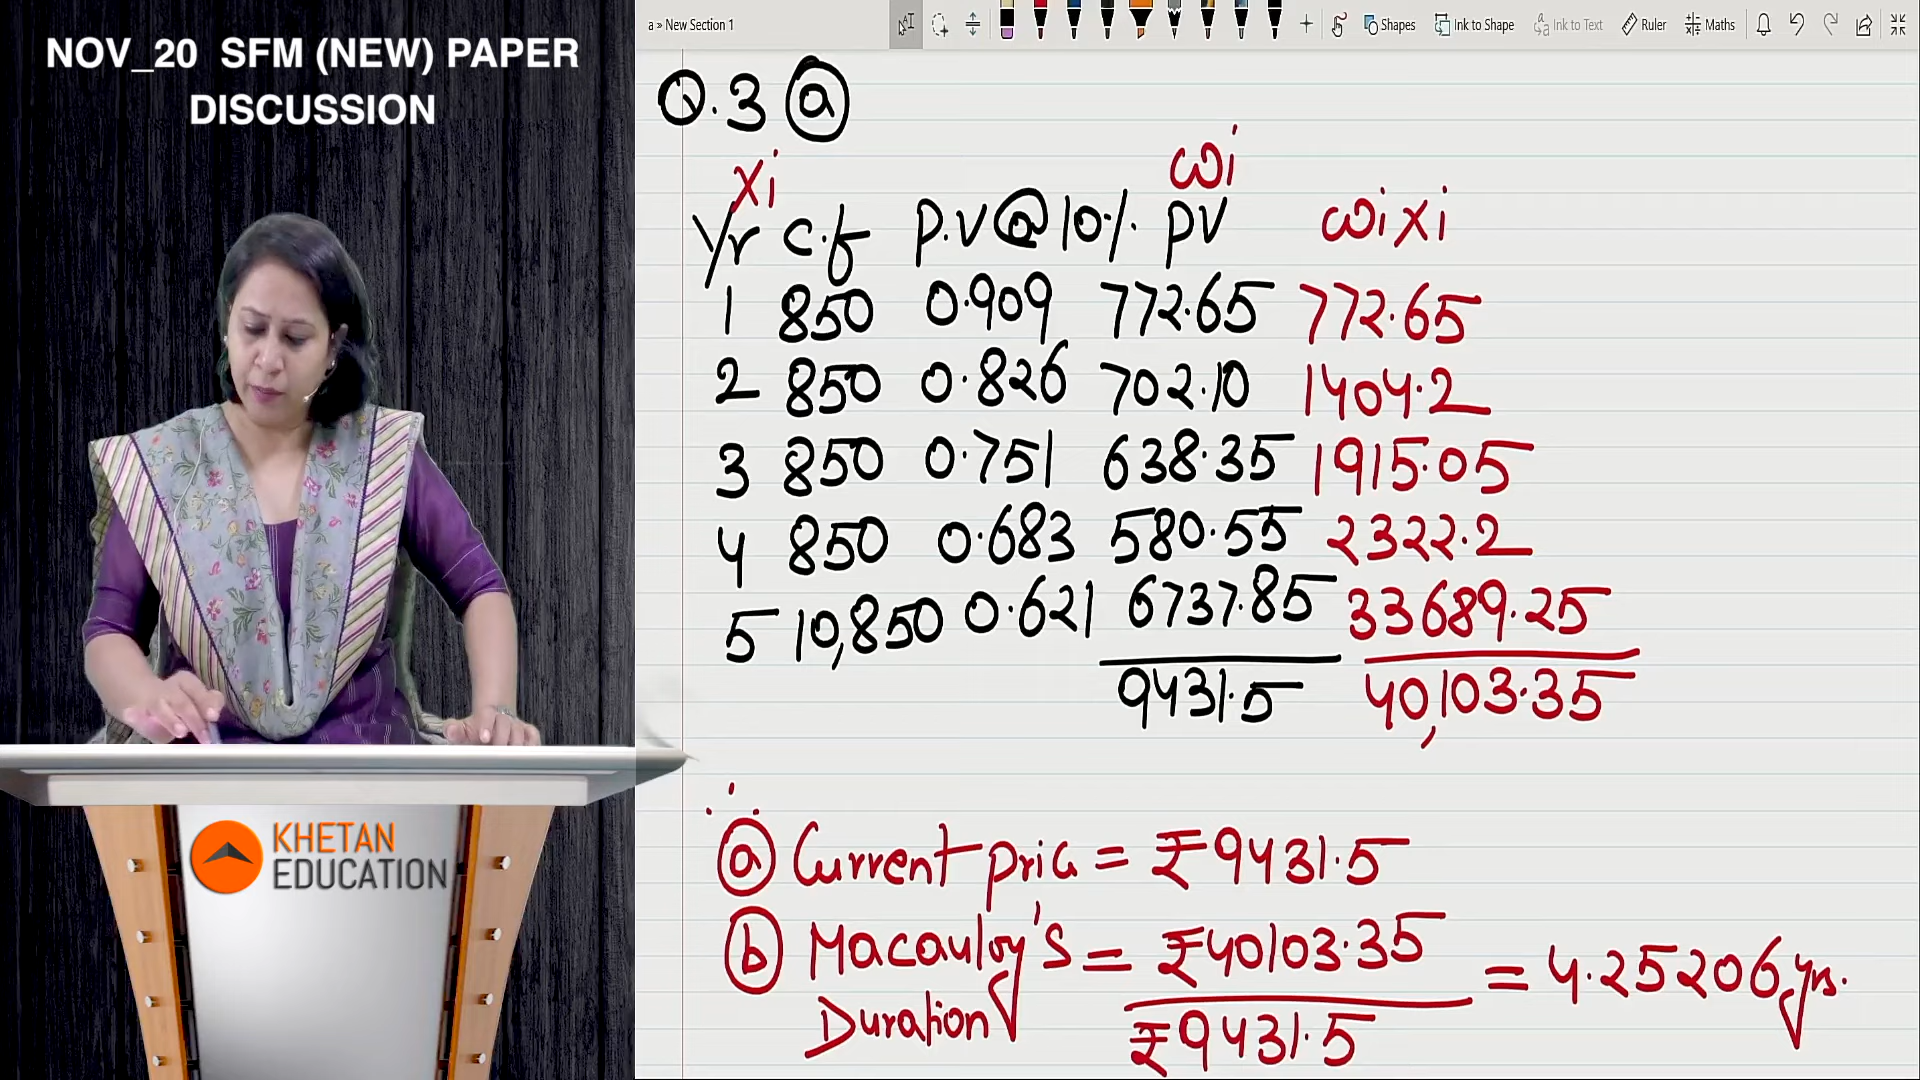 NOV_20 SFM (NEW) PAPER
DISCUSSION
a » New Section 1
Shapes
Ink to Shape
Ink to Text
Ruler
Maths
Q.3 (a)
xi
wi
Yr C.f P.V@10% PV wixi
1 850 0.909 772.65 772.65
2 850 0.826 702.10 1404.2
3 850 0.751 638.35 1915.05
4 850 0.683 580.55 2322.2
5 10,850 0.621 6737.85 33689.25
9431.5 40,103.35
∴
(a) Current price = ₹9431.5
(b) Macaulay's Duration = ₹40103.35 / ₹9431.5 = 4.25206 yrs.
KHETAN
EDUCATION